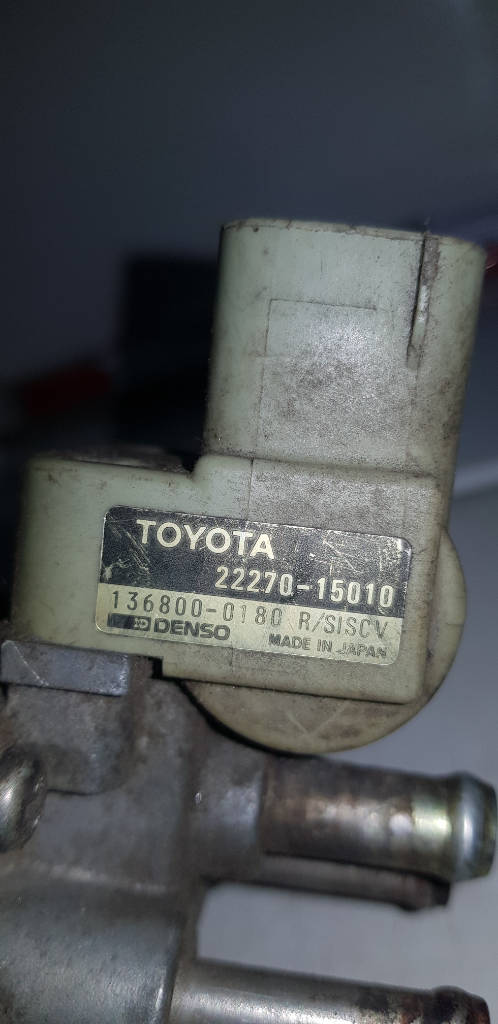 TOYOTA
22270-15010
136800-0180 R/SISCV
DENSO MADE IN JAPAN